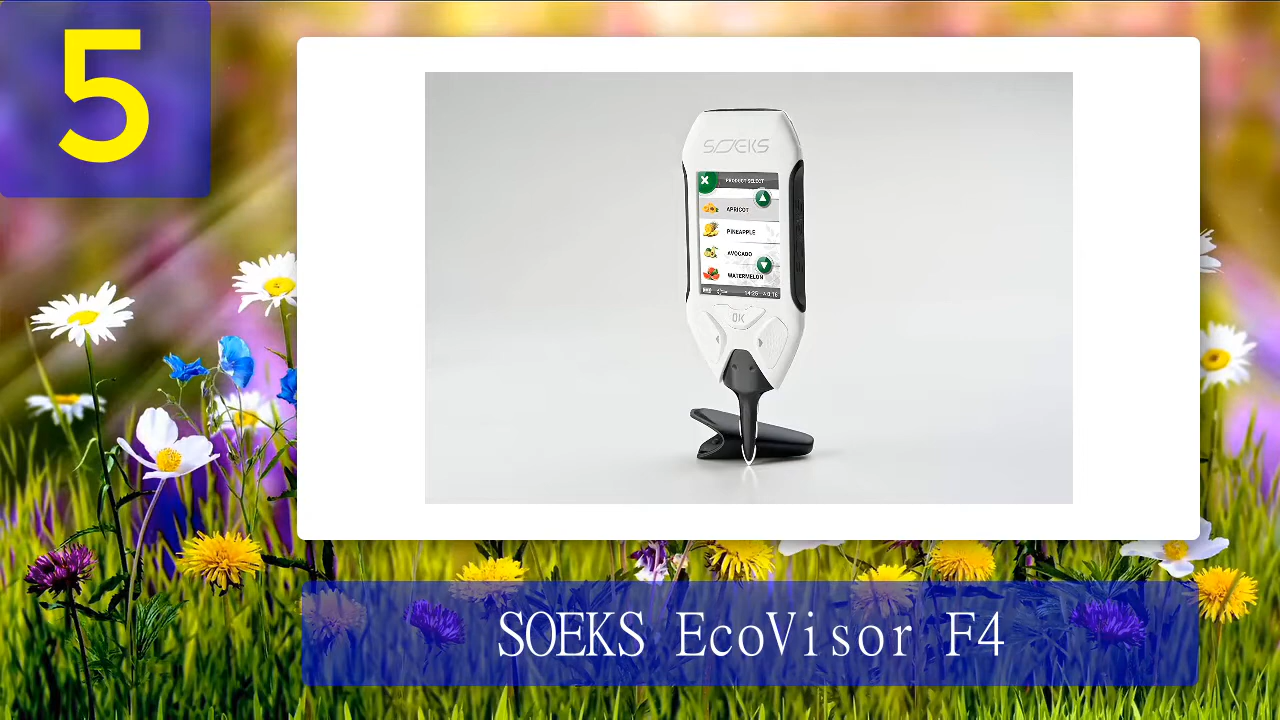 5
SOEKS
PRODUCT SELECT
APRICOT
PINEAPPLE
AVOCADO
WATERMELON
OK
SOEKS EcoVisor F4